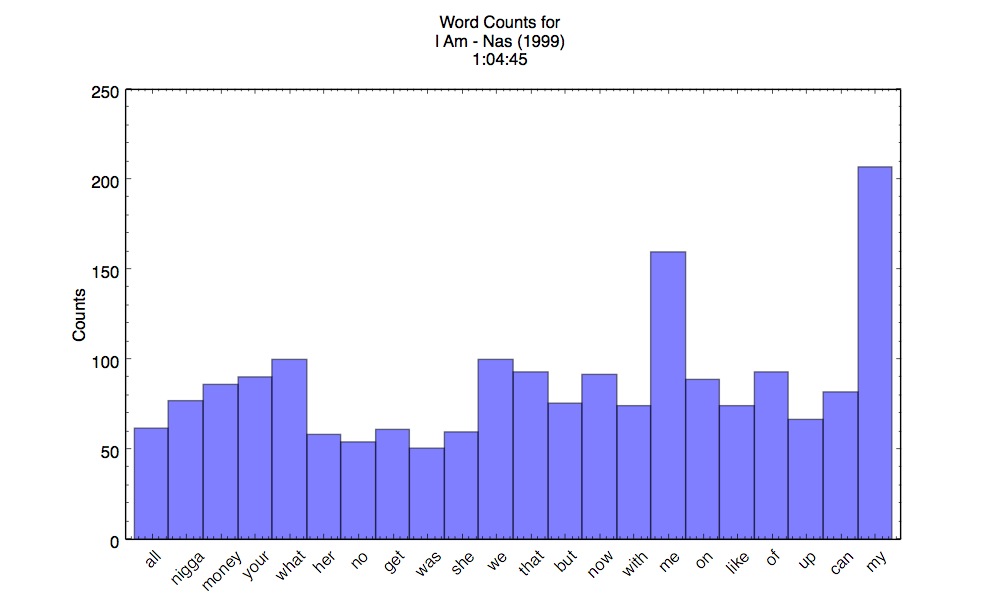 Word Counts for
I Am - Nas (1999)
1:04:45
250
200
150
100
50
0
Counts
all nigga money your what her no get was she we that but now with me on like of up can my